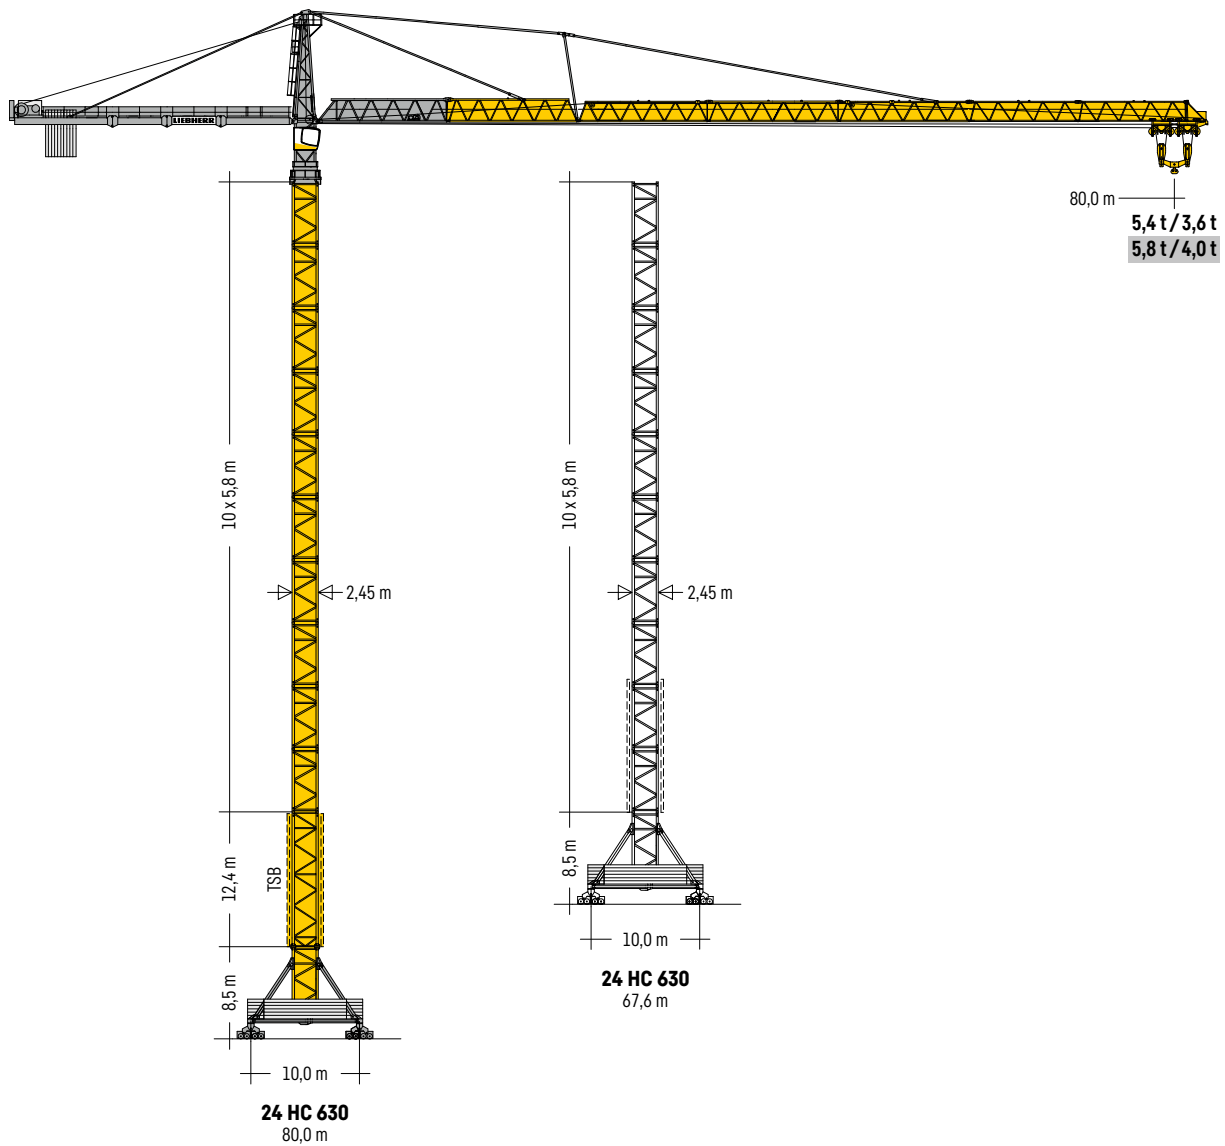 LIEBHERR
80,0 m
5,4 t / 3,6 t
5,8 t / 4,0 t
10 x 5,8 m
10 x 5,8 m
2,45 m
2,45 m
12,4 m
TSB
8,5 m
8,5 m
10,0 m
24 HC 630
67,6 m
10,0 m
24 HC 630
80,0 m